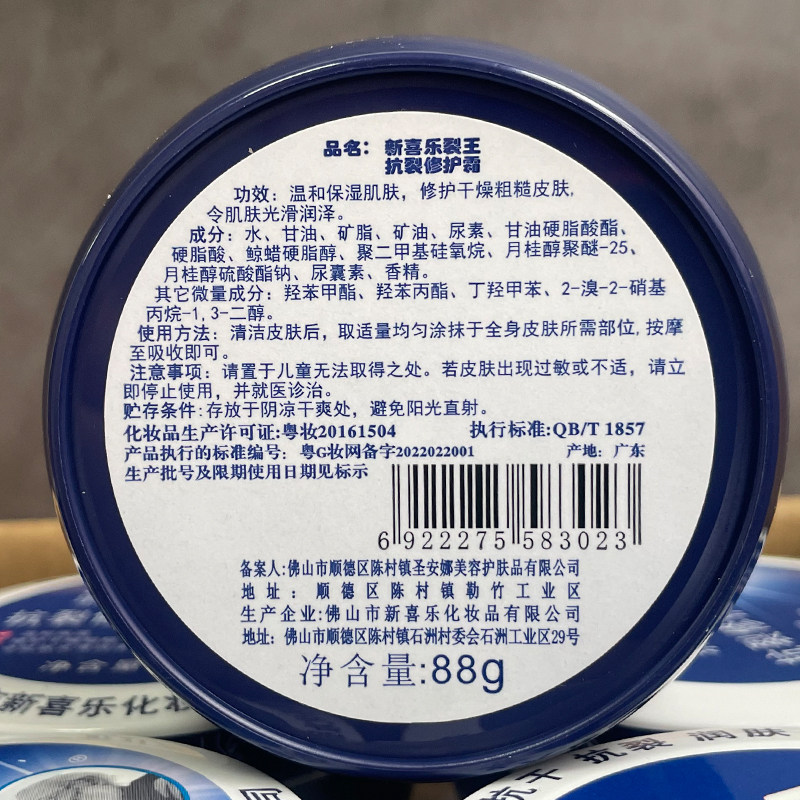 品名：新喜乐裂王
抗裂修护霜
功效：温和保湿肌肤，修护干燥粗糙皮肤，
令肌肤光滑润泽。
成分：水、甘油、矿脂、矿油、尿素、甘油硬脂酸酯、
硬脂酸、鲸蜡硬脂醇、聚二甲基硅氧烷、月桂醇聚醚-25、
月桂醇硫酸酯钠、尿囊素、香精。
其它微量成分：羟苯甲酯、羟苯丙酯、丁羟甲苯、2-溴-2-硝基
丙烷-1,3-二醇。
使用方法：清洁皮肤后，取适量均匀涂抹于全身皮肤所需部位,按摩
至吸收即可。
注意事项：请置于儿童无法取得之处。若皮肤出现过敏或不适，请立
即停止使用，并就医诊治。
贮存条件:存放于阴凉干爽处，避免阳光直射。
化妆品生产许可证:粤妆20161504 执行标准:QB/T 1857
产品执行的标准编号：粤G妆网备字2022022001 产地：广东
生产批号及限期使用日期见标示
6 922275 583023
备案人:佛山市顺德区陈村镇圣安娜美容护肤品有限公司
地址：顺德区陈村镇勒竹工业区
生产企业:佛山市新喜乐化妆品有限公司
地址：佛山市顺德区陈村镇石洲村委会石洲工业区29号
净含量:88g
抗裂
净含量
新喜乐化妆
抗裂 润肤
司